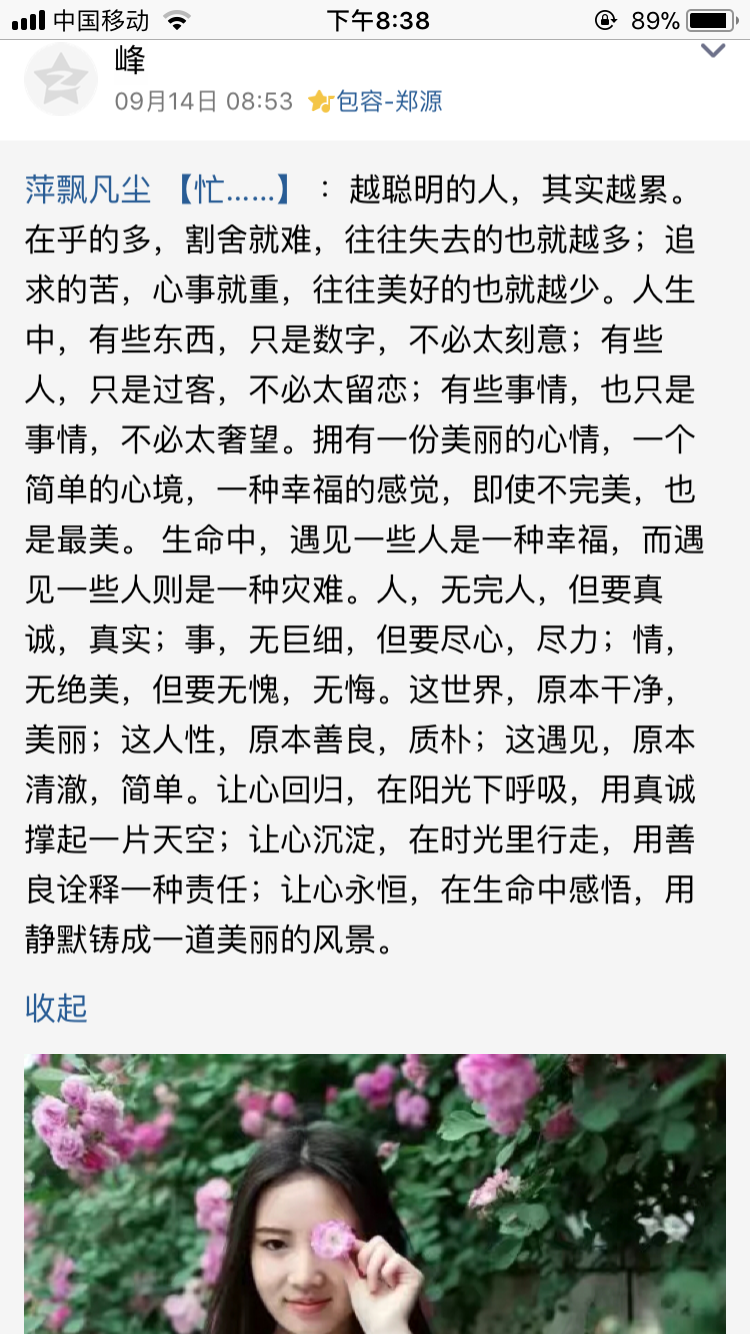 中国移动 下午8:38 89%
峰
09月14日 08:53 包容-郑源
萍飘凡尘 【忙……】 ：越聪明的人，其实越累。
在乎的多，割舍就难，往往失去的也就越多；追
求的苦，心事就重，往往美好的也就越少。人生
中，有些东西，只是数字，不必太刻意；有些
人，只是过客，不必太留恋；有些事情，也只是
事情，不必太奢望。拥有一份美丽的心情，一个
简单的心境，一种幸福的感觉，即使不完美，也
是最美。 生命中，遇见一些人是一种幸福，而遇
见一些人则是一种灾难。人，无完人，但要真
诚，真实；事，无巨细，但要尽心，尽力；情，
无绝美，但要无愧，无悔。这世界，原本干净，
美丽；这人性，原本善良，质朴；这遇见，原本
清澈，简单。让心回归，在阳光下呼吸，用真诚
撑起一片天空；让心沉淀，在时光里行走，用善
良诠释一种责任；让心永恒，在生命中感悟，用
静默铸成一道美丽的风景。
收起